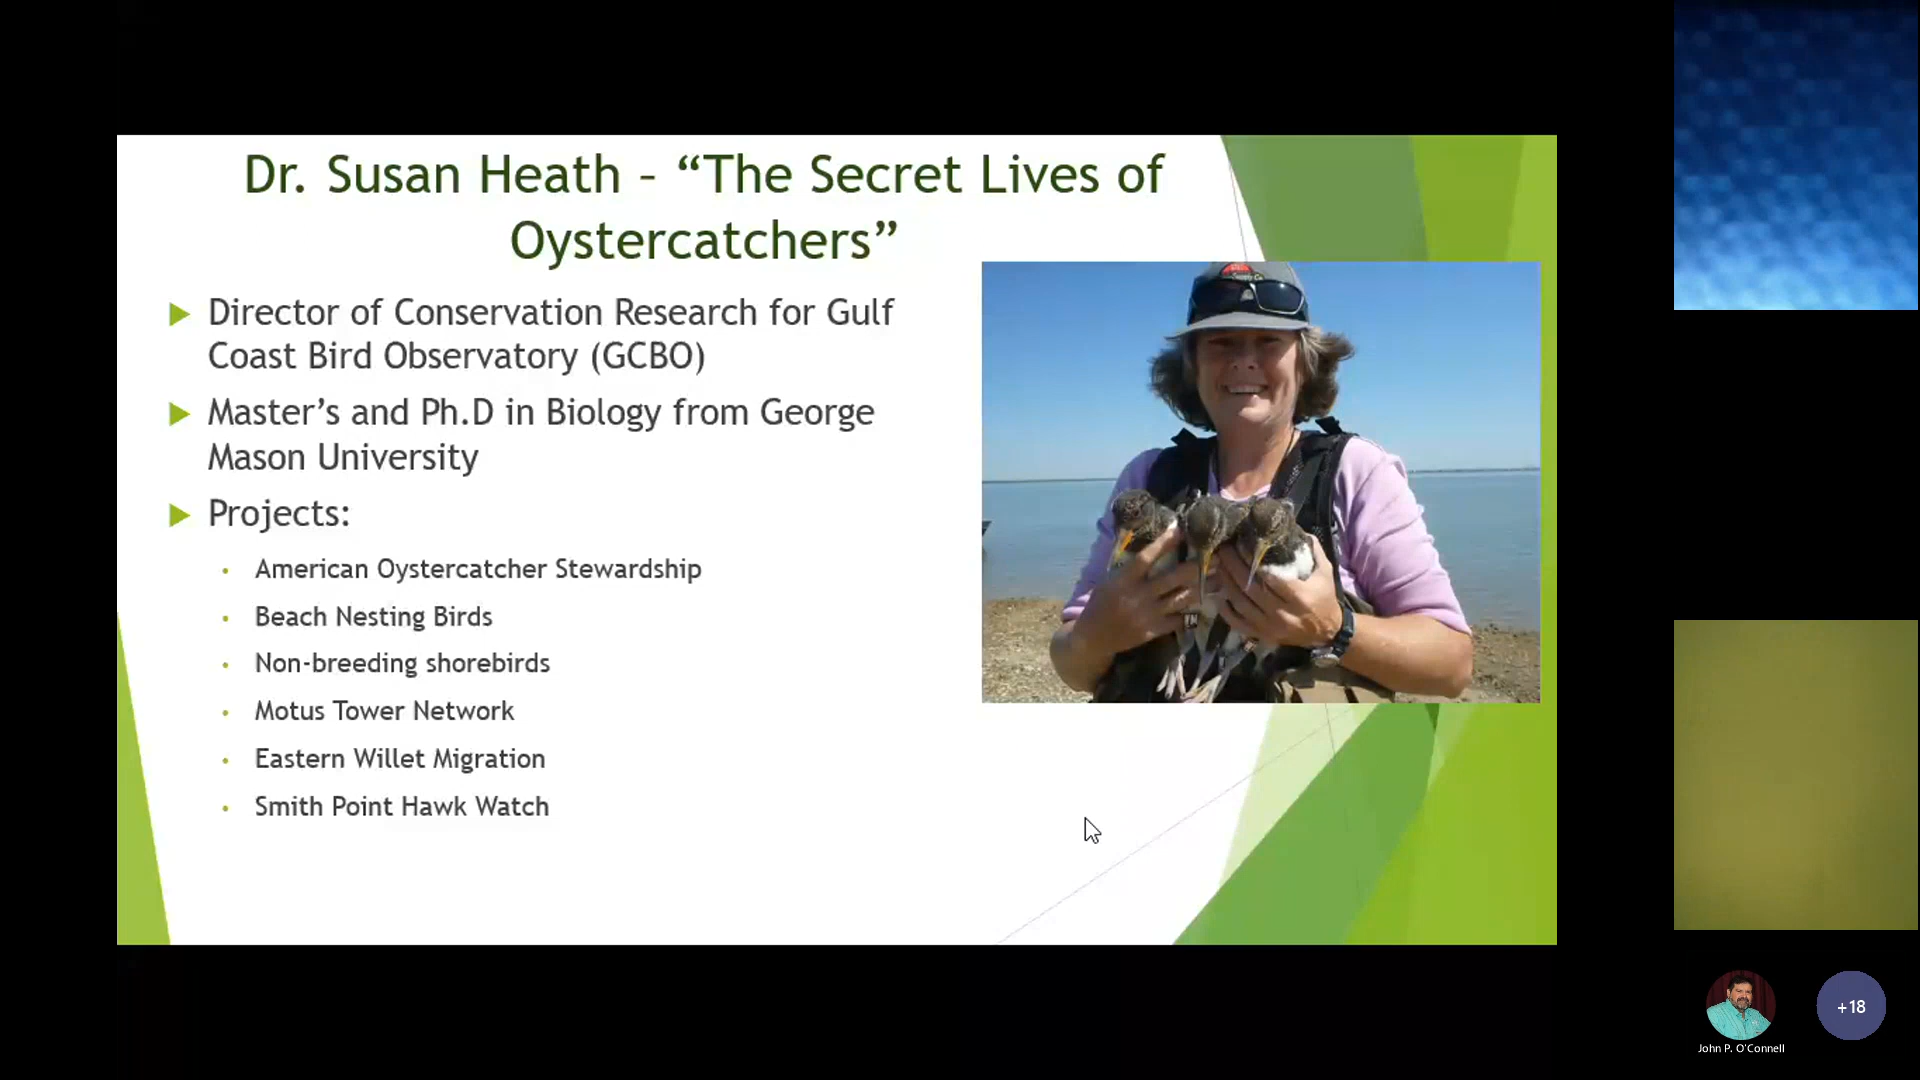 Dr. Susan Heath – “The Secret Lives of
Oystercatchers”
Director of Conservation Research for Gulf
Coast Bird Observatory (GCBO)
Master’s and Ph.D in Biology from George
Mason University
Projects:
American Oystercatcher Stewardship
Beach Nesting Birds
Non-breeding shorebirds
Motus Tower Network
Eastern Willet Migration
Smith Point Hawk Watch
+18
John P. O'Connell